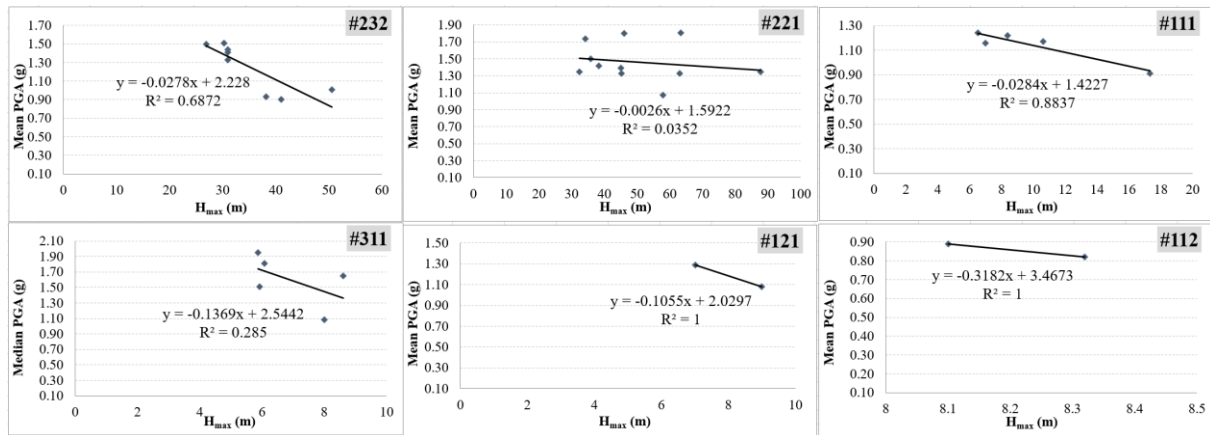 #232
Mean PGA (g)
1.70
1.50
1.30
1.10
0.90
0.70
0.50
0.30
0.10
y = -0.0278x + 2.228
R² = 0.6872
0 10 20 30 40 50 60
Hmax (m)
#221
Mean PGA (g)
1.90
1.70
1.50
1.30
1.10
0.90
0.70
0.50
0.30
0.10
y = -0.0026x + 1.5922
R² = 0.0352
0 10 20 30 40 50 60 70 80 90 100
Hmax (m)
#111
Mean PGA (g)
1.30
1.10
0.90
0.70
0.50
0.30
0.10
y = -0.0284x + 1.4227
R² = 0.8837
0 2 4 6 8 10 12 14 16 18 20
Hmax (m)
#311
Median PGA (g)
2.10
1.90
1.70
1.50
1.30
1.10
0.90
0.70
0.50
0.30
0.10
y = -0.1369x + 2.5442
R² = 0.285
0 2 4 6 8 10
Hmax (m)
#121
Mean PGA (g)
1.50
1.30
1.10
0.90
0.70
0.50
0.30
0.10
y = -0.1055x + 2.0297
R² = 1
0 2 4 6 8 10
Hmax (m)
#112
Mean PGA (g)
0.90
0.80
0.70
0.60
0.50
0.40
0.30
0.20
0.10
y = -0.3182x + 3.4673
R² = 1
8 8.1 8.2 8.3 8.4 8.5
Hmax (m)